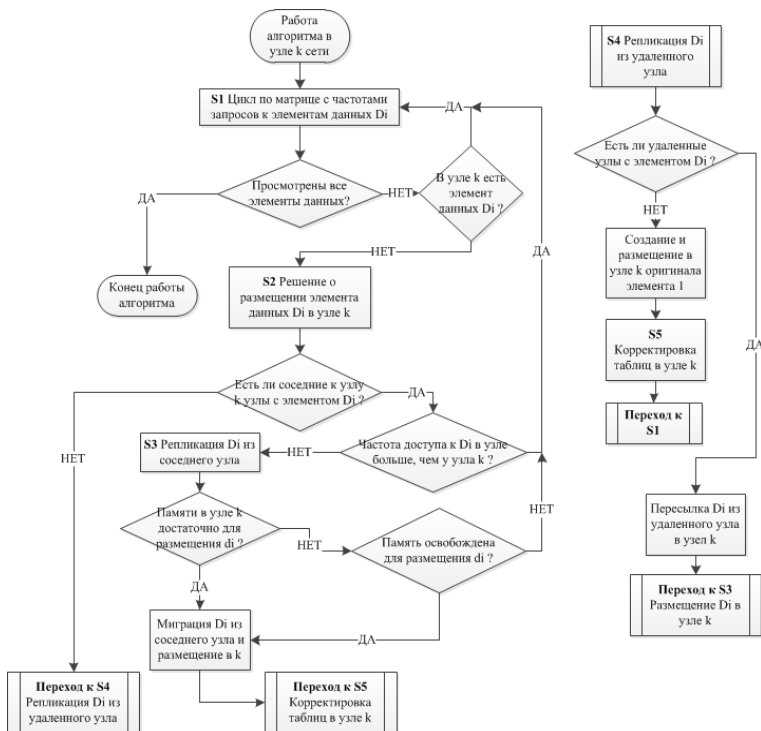 Работа
алгоритма в
узле k сети
S1 Цикл по матрице с частотами
запросов к элементам данных Di
ДА
Просмотрены все
элементы данных?
ДА
НЕТ
В узле k есть
элемент
данных Di ?
НЕТ
ДА
Конец работы
алгоритма
S2 Решение о
размещении элемента
данных Di в узле k
Есть ли соседние к узлу
k узлы с элементом Di ?
ДА
НЕТ
S3 Репликация Di из
соседнего узла
НЕТ
Частота доступа к Di в узле
больше, чем у узла k ?
НЕТ
Памяти в узле k
достаточно для
размещения di ?
НЕТ
Память освобождена
для размещения di ?
ДА
ДА
Миграция Di из
соседнего узла и
размещение в k
Переход к S4
Репликация Di из
удаленного узла
Переход к S5
Корректировка
таблиц в узле k
S4 Репликация Di
из удаленного
узла
Есть ли удаленные
узлы с элементом Di ?
НЕТ
ДА
Создание и
размещение в
узле k оригинала
элемента 1
S5
Корректировка
таблиц в узле k
Переход к
S1
Пересылка Di из
удаленного узла
в узел k
Переход к S3
Размещение Di в
узле k